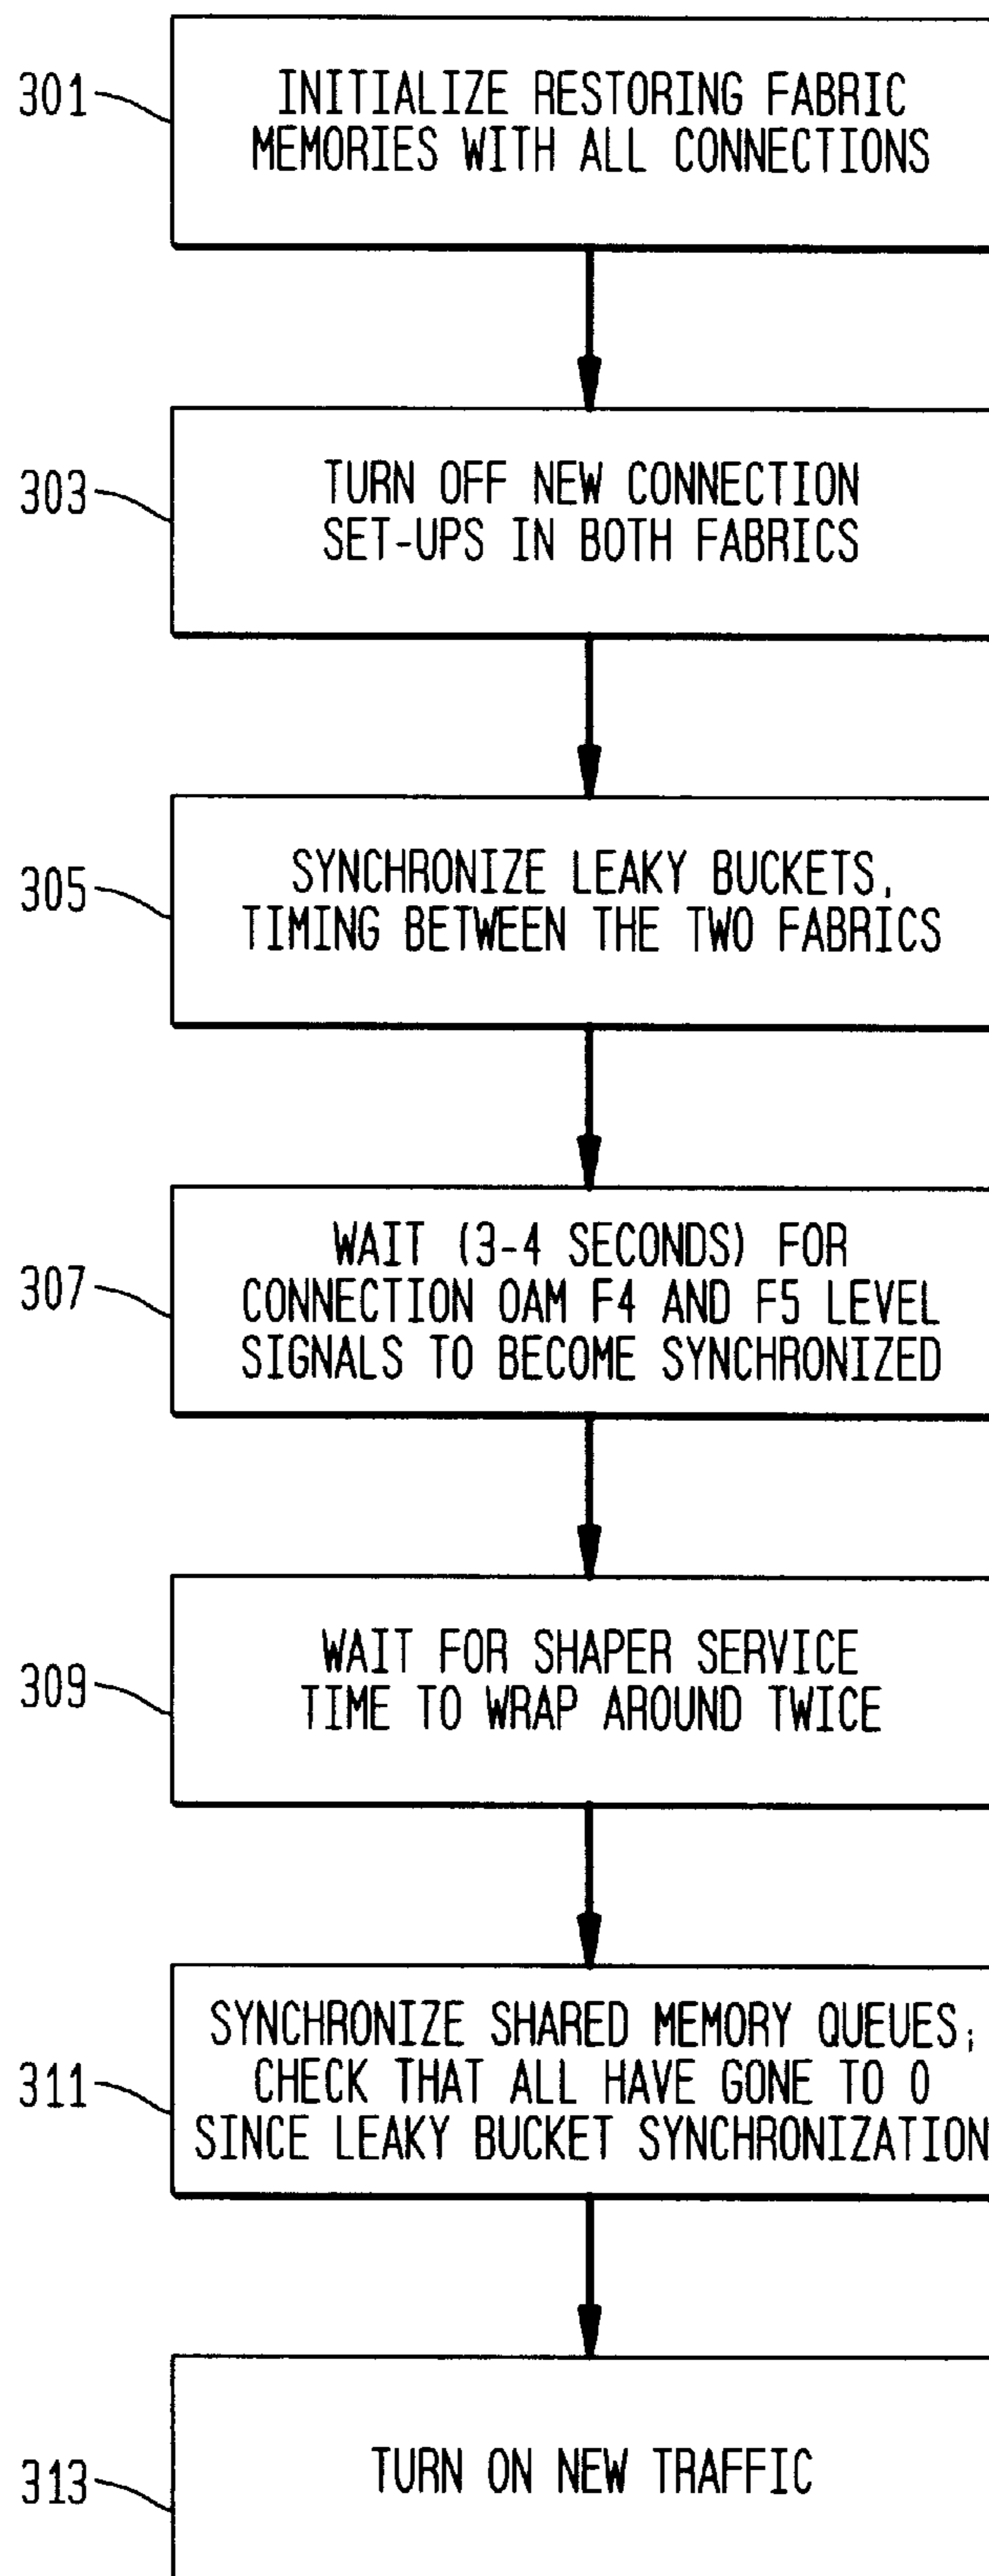 301
INITIALIZE RESTORING FABRIC
MEMORIES WITH ALL CONNECTIONS
303
TURN OFF NEW CONNECTION
SET-UPS IN BOTH FABRICS
305
SYNCHRONIZE LEAKY BUCKETS,
TIMING BETWEEN THE TWO FABRICS
307
WAIT (3-4 SECONDS) FOR
CONNECTION OAM F4 AND F5 LEVEL
SIGNALS TO BECOME SYNCHRONIZED
309
WAIT FOR SHAPER SERVICE
TIME TO WRAP AROUND TWICE
311
SYNCHRONIZE SHARED MEMORY QUEUES;
CHECK THAT ALL HAVE GONE TO 0
SINCE LEAKY BUCKET SYNCHRONIZATION
313
TURN ON NEW TRAFFIC